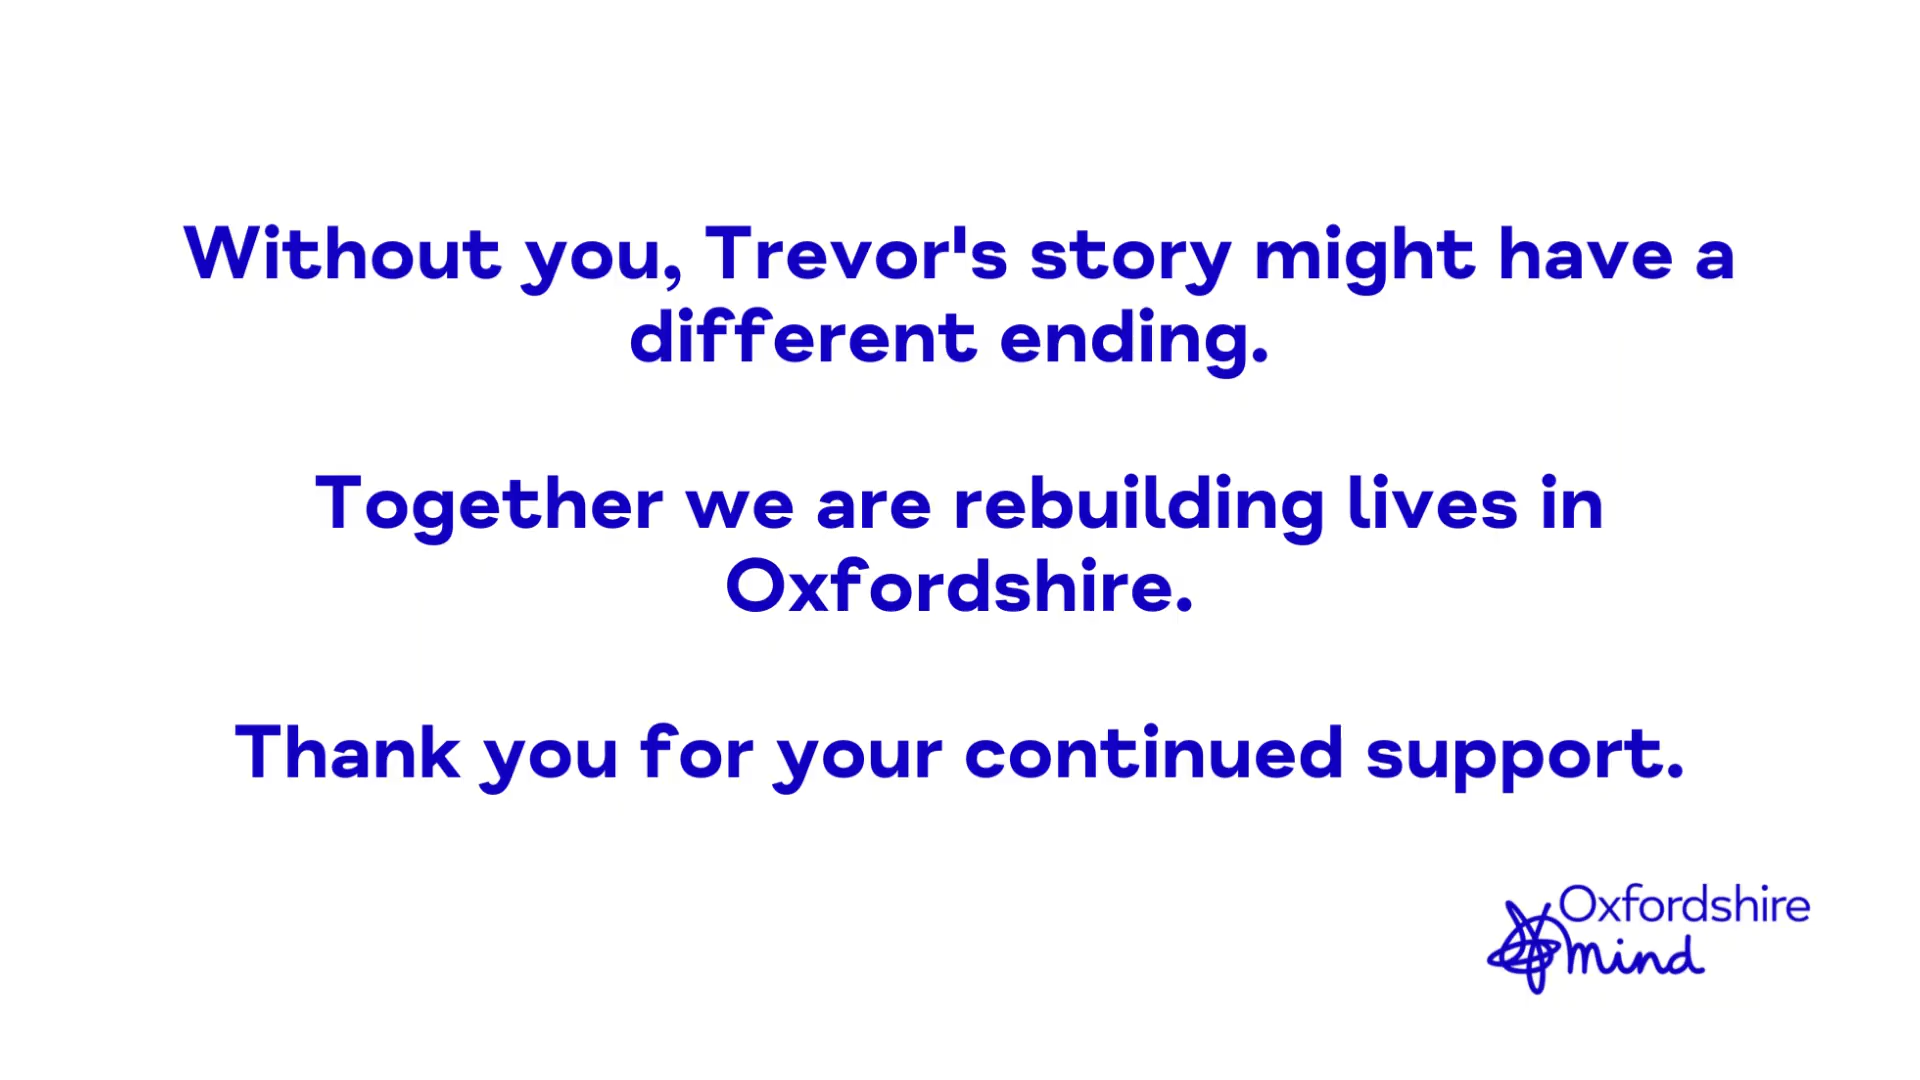 Without you, Trevor's story might have a
different ending.
Together we are rebuilding lives in
Oxfordshire.
Thank you for your continued support.
Oxfordshire
mind